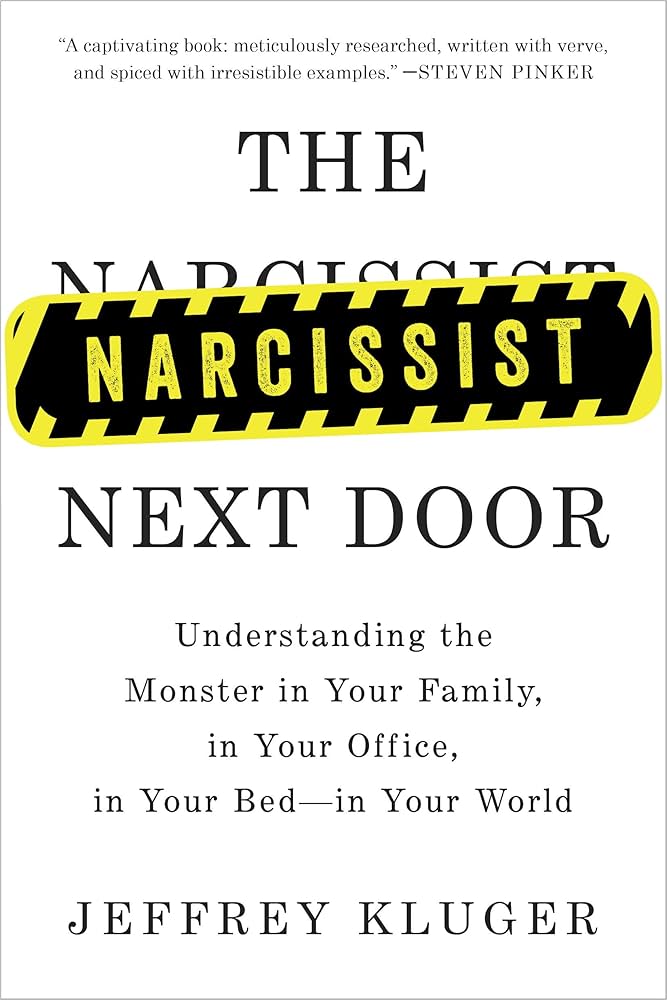 “A captivating book: meticulously researched, written with verve,
and spiced with irresistible examples.” —STEVEN PINKER
THE
NARCISSIST
NARCISSIST
NEXT DOOR
Understanding the
Monster in Your Family,
in Your Office,
in Your Bed—in Your World
JEFFREY KLUGER